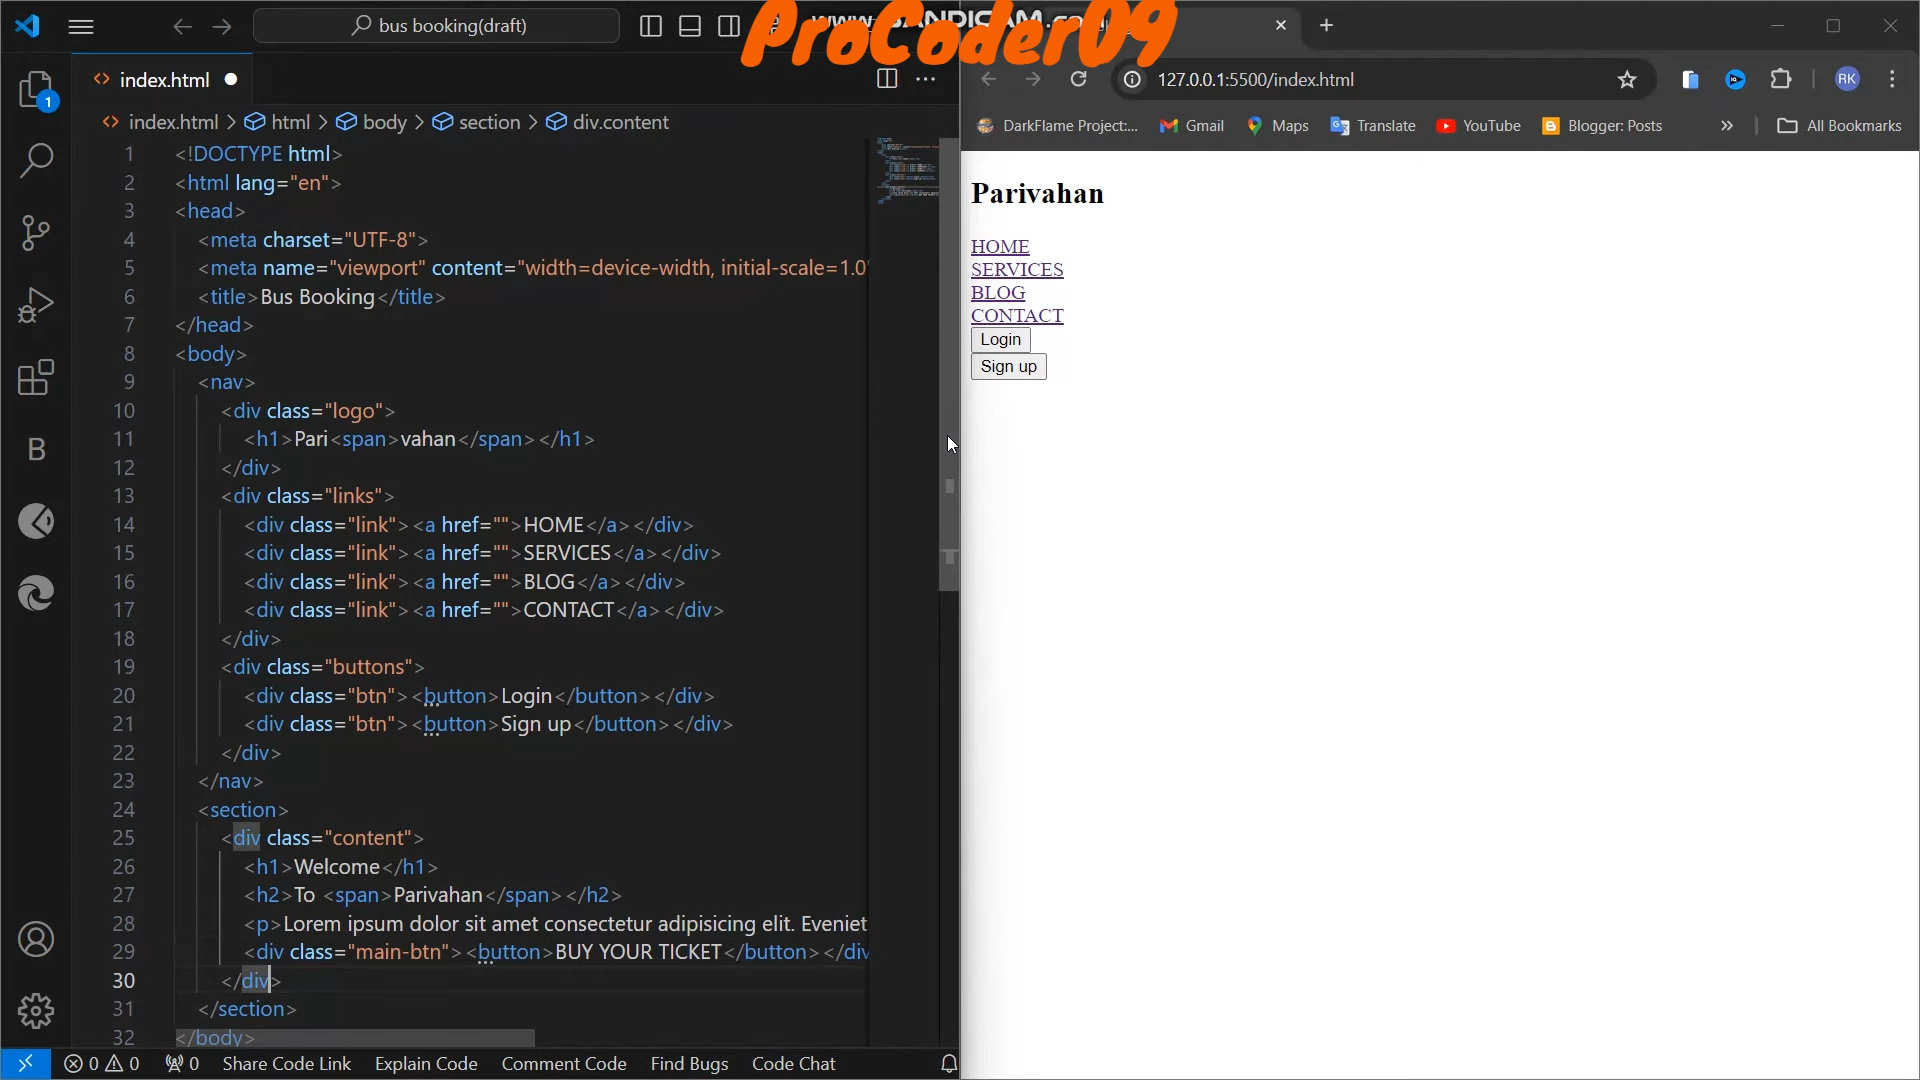 bus booking(draft)
ProCoder09
index.html
127.0.0.1:5500/index.html
RK
DarkFlame Project:...
Gmail
Maps
Translate
YouTube
Blogger: Posts
All Bookmarks
index.html > html > body > section > div.content
1 <!DOCTYPE html>
2 <html lang="en">
3 <head>
4 <meta charset="UTF-8">
5 <meta name="viewport" content="width=device-width, initial-scale=1.0"
6 <title>Bus Booking</title>
7 </head>
8 <body>
9 <nav>
10 <div class="logo">
11 <h1>Pari<span>vahan</span></h1>
12 </div>
13 <div class="links">
14 <div class="link"><a href="">HOME</a></div>
15 <div class="link"><a href="">SERVICES</a></div>
16 <div class="link"><a href="">BLOG</a></div>
17 <div class="link"><a href="">CONTACT</a></div>
18 </div>
19 <div class="buttons">
20 <div class="btn"><button>Login</button></div>
21 <div class="btn"><button>Sign up</button></div>
22 </div>
23 </nav>
24 <section>
25 <div class="content">
26 <h1>Welcome</h1>
27 <h2>To <span>Parivahan</span></h2>
28 <p>Lorem ipsum dolor sit amet consectetur adipisicing elit. Eveniet
29 <div class="main-btn"><button>BUY YOUR TICKET</button></div
30 </div>
31 </section>
32 </body>
1
B
0 0 0 Share Code Link Explain Code Comment Code Find Bugs Code Chat
Parivahan
HOME
SERVICES
BLOG
CONTACT
Login
Sign up